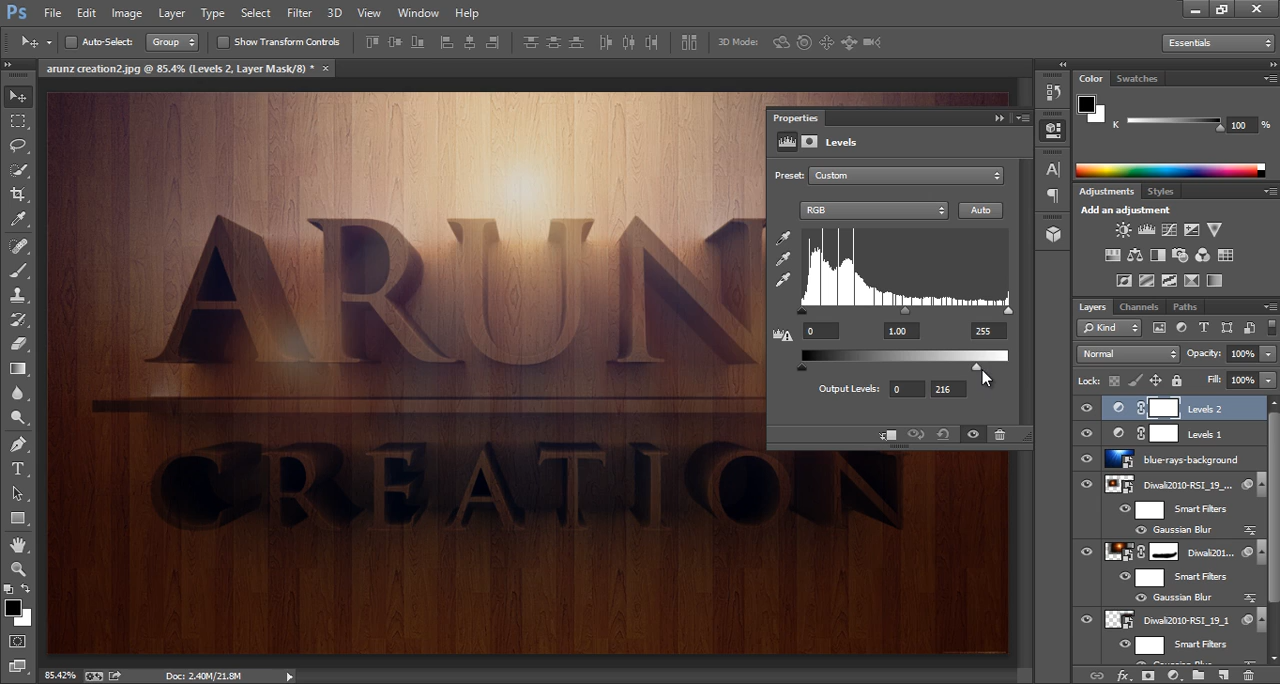 Ps File Edit Image Layer Type Select Filter 3D View Window Help
Auto-Select: Group Show Transform Controls 3D Mode: Essentials
arunz creation2.jpg @ 85.4% (Levels 2, Layer Mask/8) * ×
Color Swatches
K 100 %
Properties
Levels
Preset: Custom
RGB Auto
0 1.00 255
Output Levels: 0 216
Adjustments Styles
Add an adjustment
Layers Channels Paths
Kind
Normal Opacity: 100%
Lock: Fill: 100%
Levels 2
Levels 1
blue-rays-background
Diwali2010-RSI_19_...
Smart Filters
Gaussian Blur
Diwali201...
Smart Filters
Gaussian Blur
Diwali2010-RSI_19_1
Smart Filters
ARUN
CREATION
85.42% Doc: 2.40M/21.8M